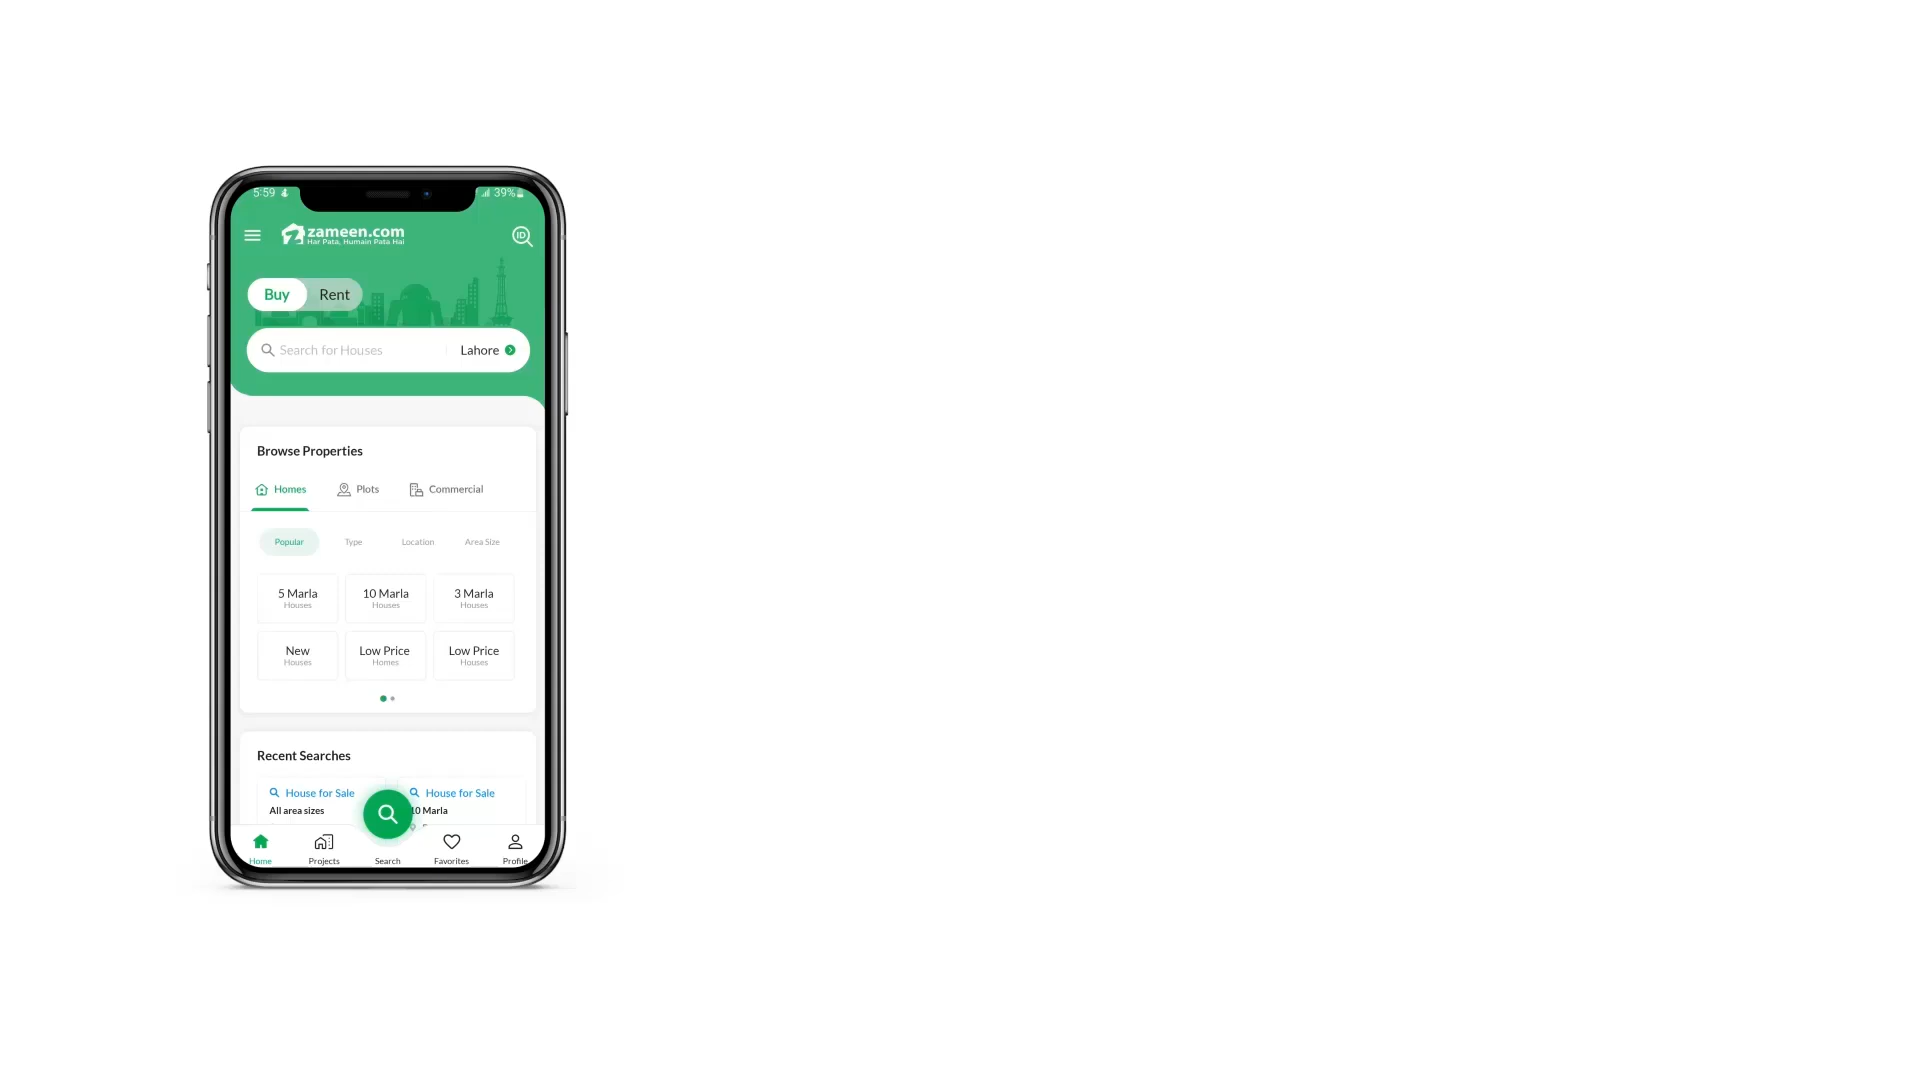 5:59
39%
zameen.com
Har Pata, Humain Pata Hai
ID
Buy Rent
Search for Houses Lahore
Browse Properties
Homes Plots Commercial
Popular Type Location Area Size
5 Marla 10 Marla 3 Marla
Houses Houses Houses
New Low Price Low Price
Houses Homes Houses
Recent Searches
House for Sale House for Sale
All area sizes 10 Marla
Home Projects Search Favorites Profile